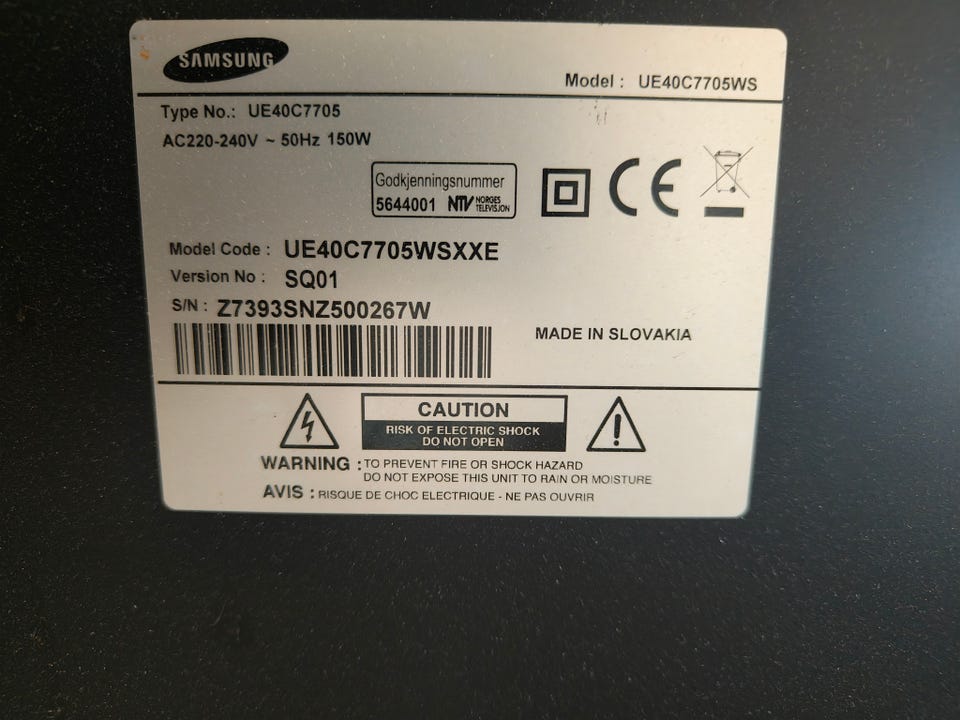 SAMSUNG
Model : UE40C7705WS
Type No.: UE40C7705
AC220-240V ~ 50Hz 150W
Godkjenningsnummer
5644001 NTV NORGES
TELEVISJON
CE
Model Code : UE40C7705WSXXE
Version No : SQ01
S/N : Z7393SNZ500267W
MADE IN SLOVAKIA
CAUTION
RISK OF ELECTRIC SHOCK
DO NOT OPEN
WARNING : TO PREVENT FIRE OR SHOCK HAZARD
DO NOT EXPOSE THIS UNIT TO RAIN OR MOISTURE
AVIS : RISQUE DE CHOC ELECTRIQUE - NE PAS OUVRIR